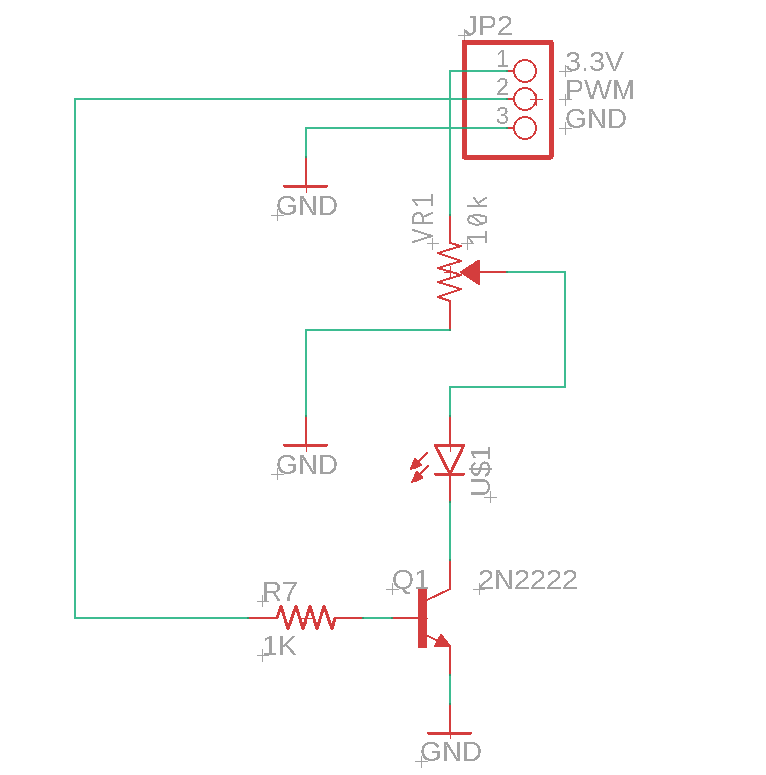 JP2
1
3.3V
2
PWM
3
GND
GND
VR1
10k
GND
U$1
Q1
2N2222
R7
1K
GND